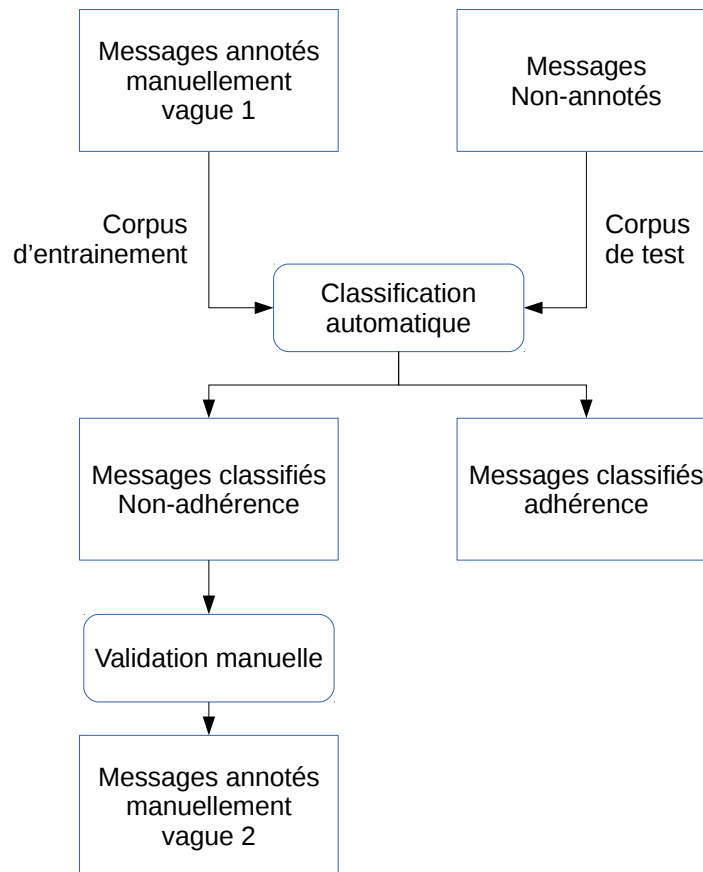 Messages annotés
manuellement
vague 1
Messages
Non-annotés
Corpus
d’entrainement
Corpus
de test
Classification
automatique
Messages classifiés
Non-adhérence
Messages classifiés
adhérence
Validation manuelle
Messages annotés
manuellement
vague 2